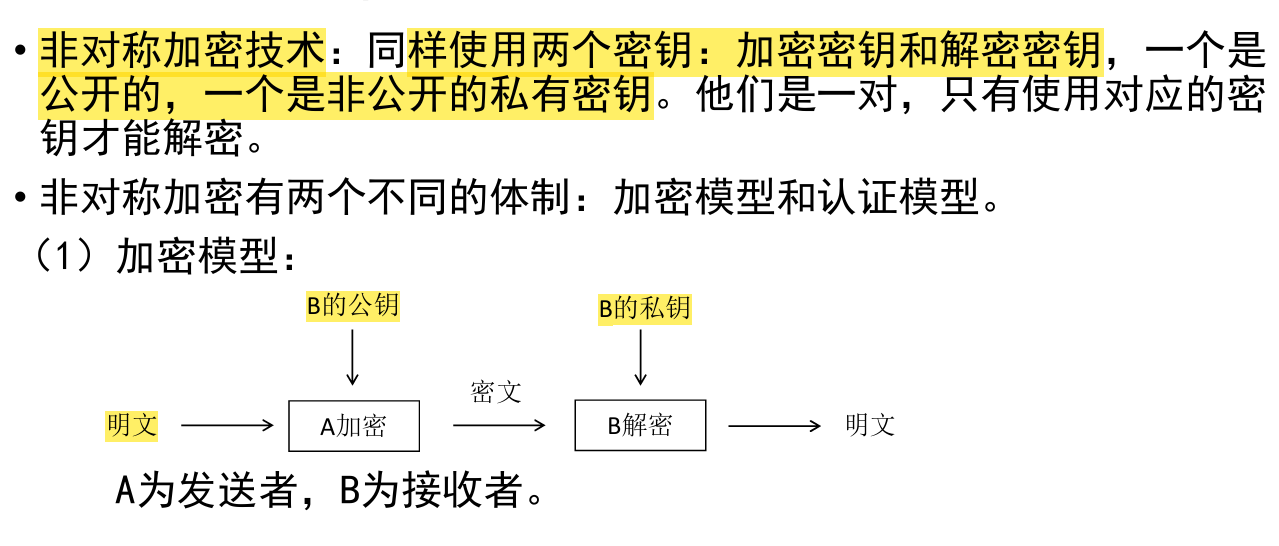 • 非对称加密技术：同样使用两个密钥：加密密钥和解密密钥，一个是
公开的，一个是非公开的私有密钥。他们是一对，只有使用对应的密
钥才能解密。
• 非对称加密有两个不同的体制：加密模型和认证模型。
（1）加密模型：
B的公钥
B的私钥
密文
明文
A加密
B解密
明文
A为发送者，B为接收者。